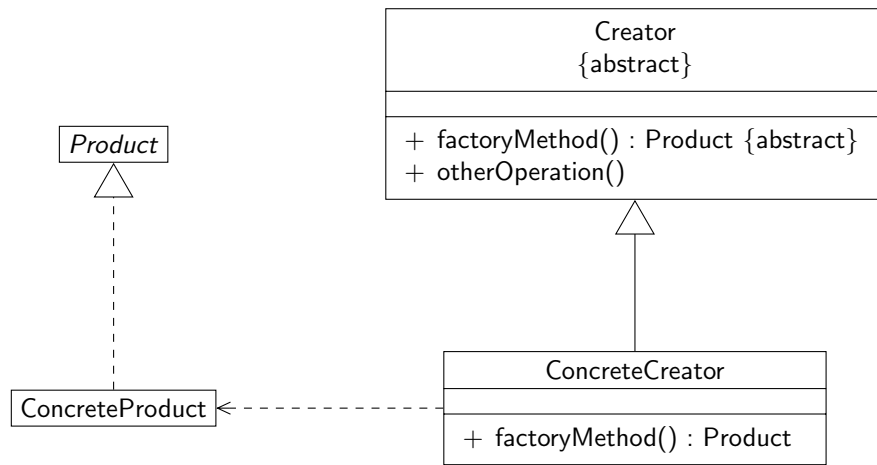 Creator
{abstract}
+ factoryMethod() : Product {abstract}
+ otherOperation()
Product
ConcreteCreator
+ factoryMethod() : Product
ConcreteProduct